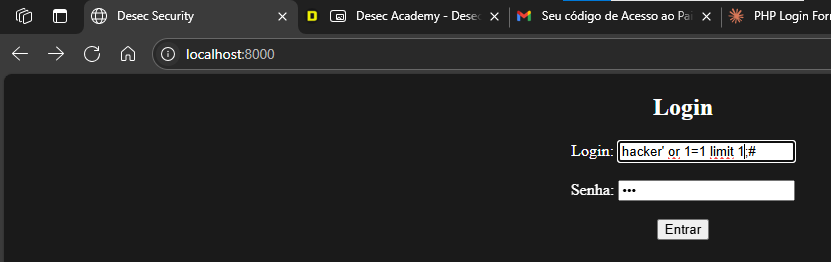 Desec Security
Desec Academy - Desec
Seu código de Acesso ao Pai
PHP Login For
localhost:8000
Login
Login: hacker' or 1=1 limit 1;#
Senha: •••
Entrar